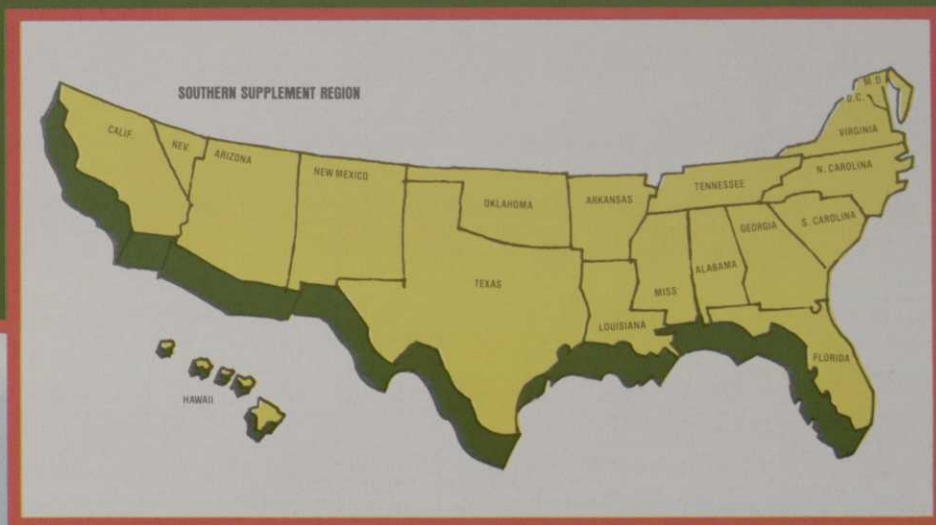 SOUTHERN SUPPLEMENT REGION
M.D.
D.C.
CALIF.
NEV.
ARIZONA
VIRGINIA
NEW MEXICO
N. CAROLINA
OKLAHOMA
ARKANSAS
TENNESSEE
S. CAROLINA
GEORGIA
TEXAS
MISS
ALABAMA
LOUISIANA
FLORIDA
HAWAII